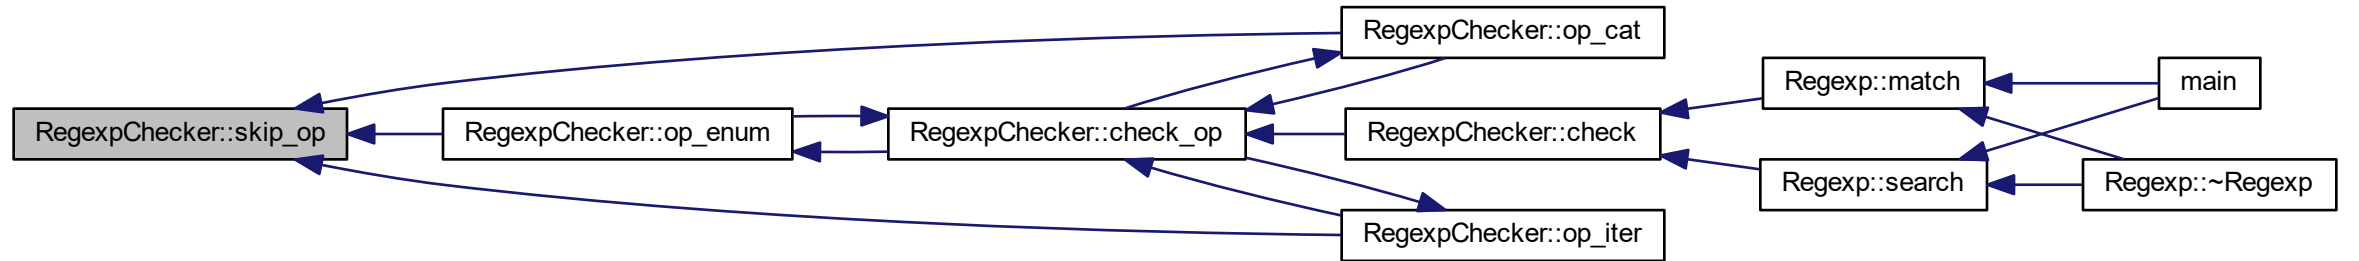 RegexpChecker::skip_op
RegexpChecker::op_enum
RegexpChecker::check_op
RegexpChecker::op_cat
RegexpChecker::check
RegexpChecker::op_iter
Regexp::match
Regexp::search
main
Regexp::~Regexp